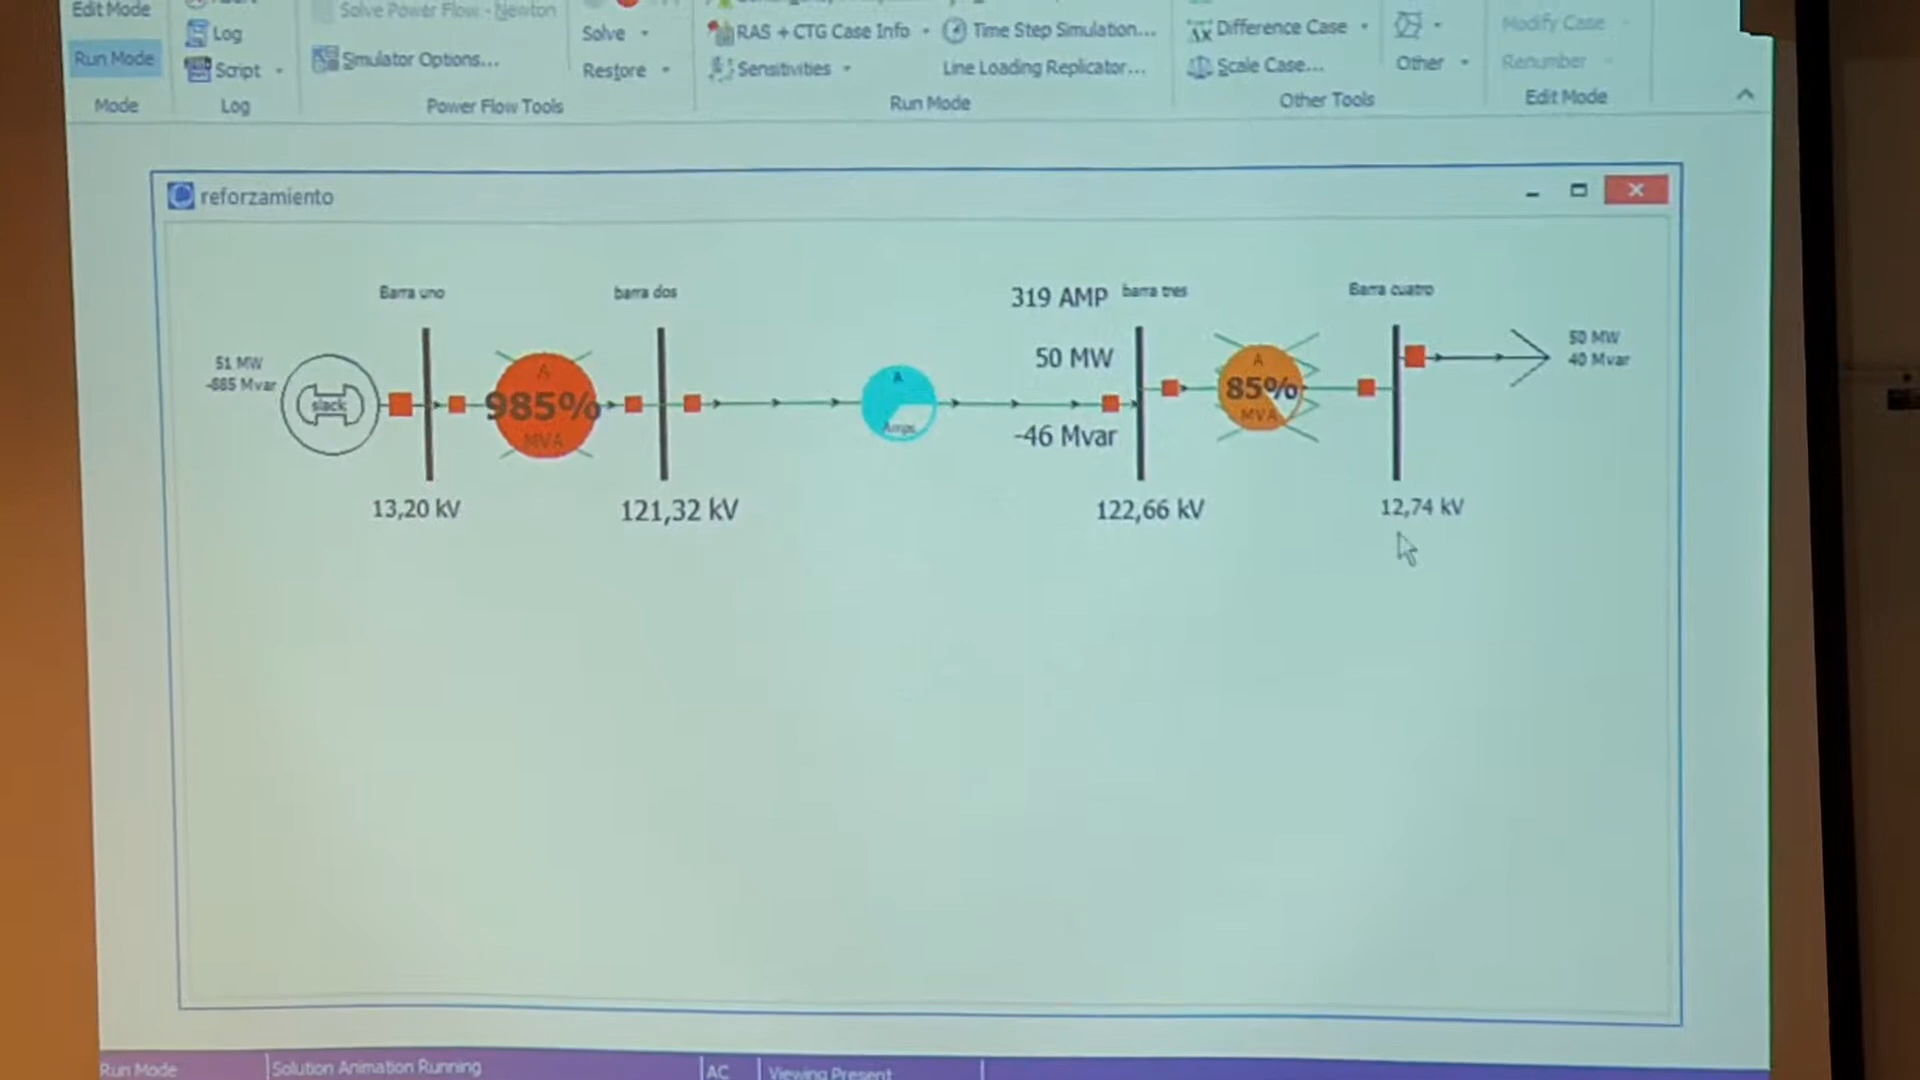 Edit Mode
Run Mode
Mode
Log
Script
Log
Solve Power Flow - Newton
Simulator Options...
Power Flow Tools
Solve
Restore
RAS + CTG Case Info
Sensitivities
Time Step Simulation...
Line Loading Replicator...
Run Mode
Difference Case
Scale Case...
Other Tools
Other
Modify Case
Renumber
Edit Mode
reforzamiento
Barra uno
barra dos
319 AMP
barra tres
Barra cuatro
51 MW
-885 Mvar
slack
A
985%
MVA
A
Amps
50 MW
-46 Mvar
A
85%
MVA
50 MW
40 Mvar
13,20 kV
121,32 kV
122,66 kV
12,74 kV
Run Mode
Solution Animation Running
AC
Viewing Present